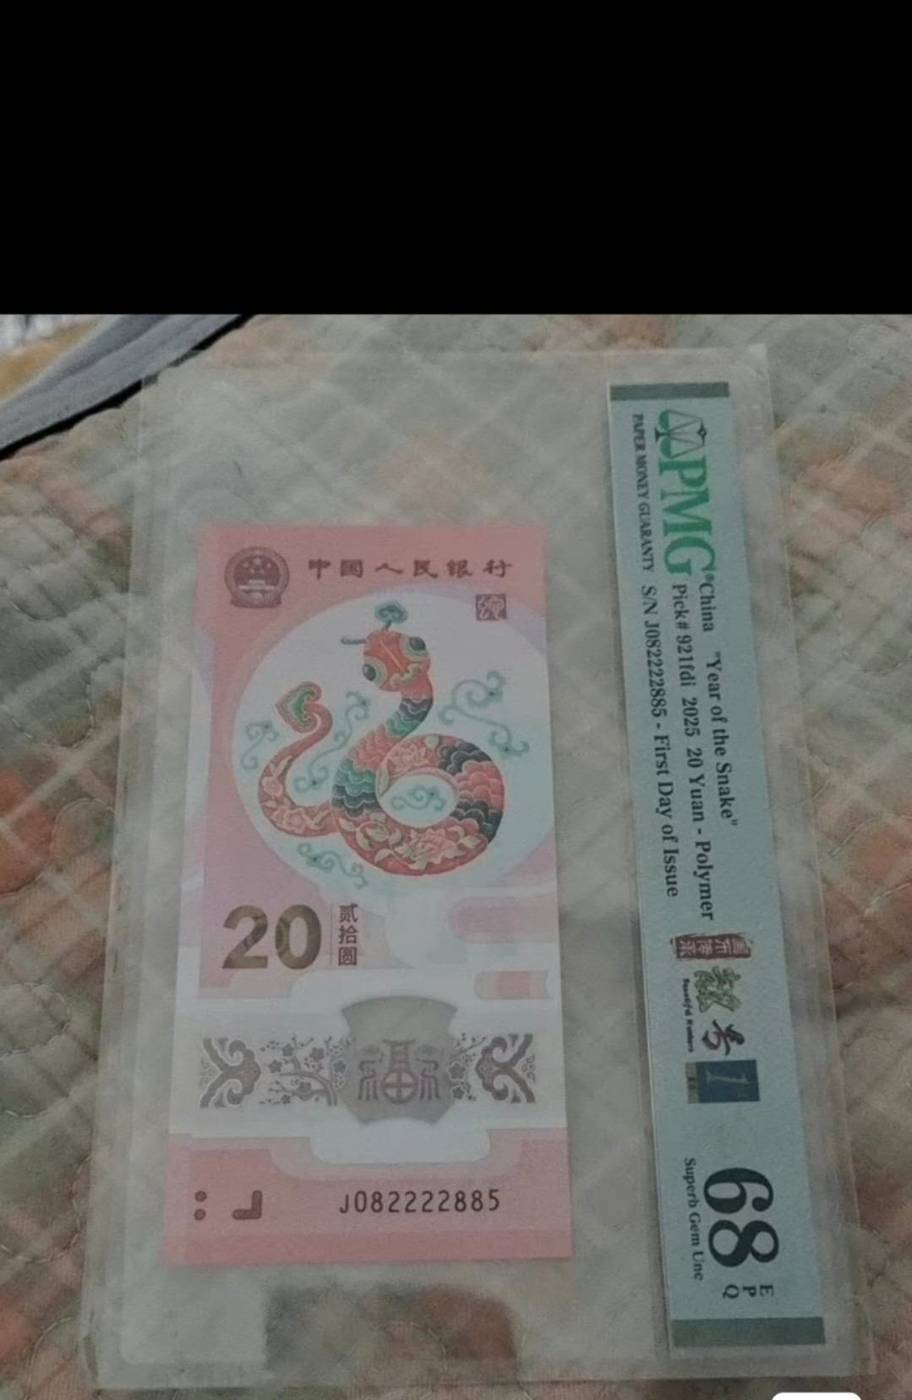 中国人民银行
20
贰拾圆
J082222885
PMG
PAPER MONEY GUARANTY
China "Year of the Snake"
Pick# 921fdi 2025 20 Yuan - Polymer
S/N J082222885 - First Day of Issue
68
EPQ
Superb Gem Unc